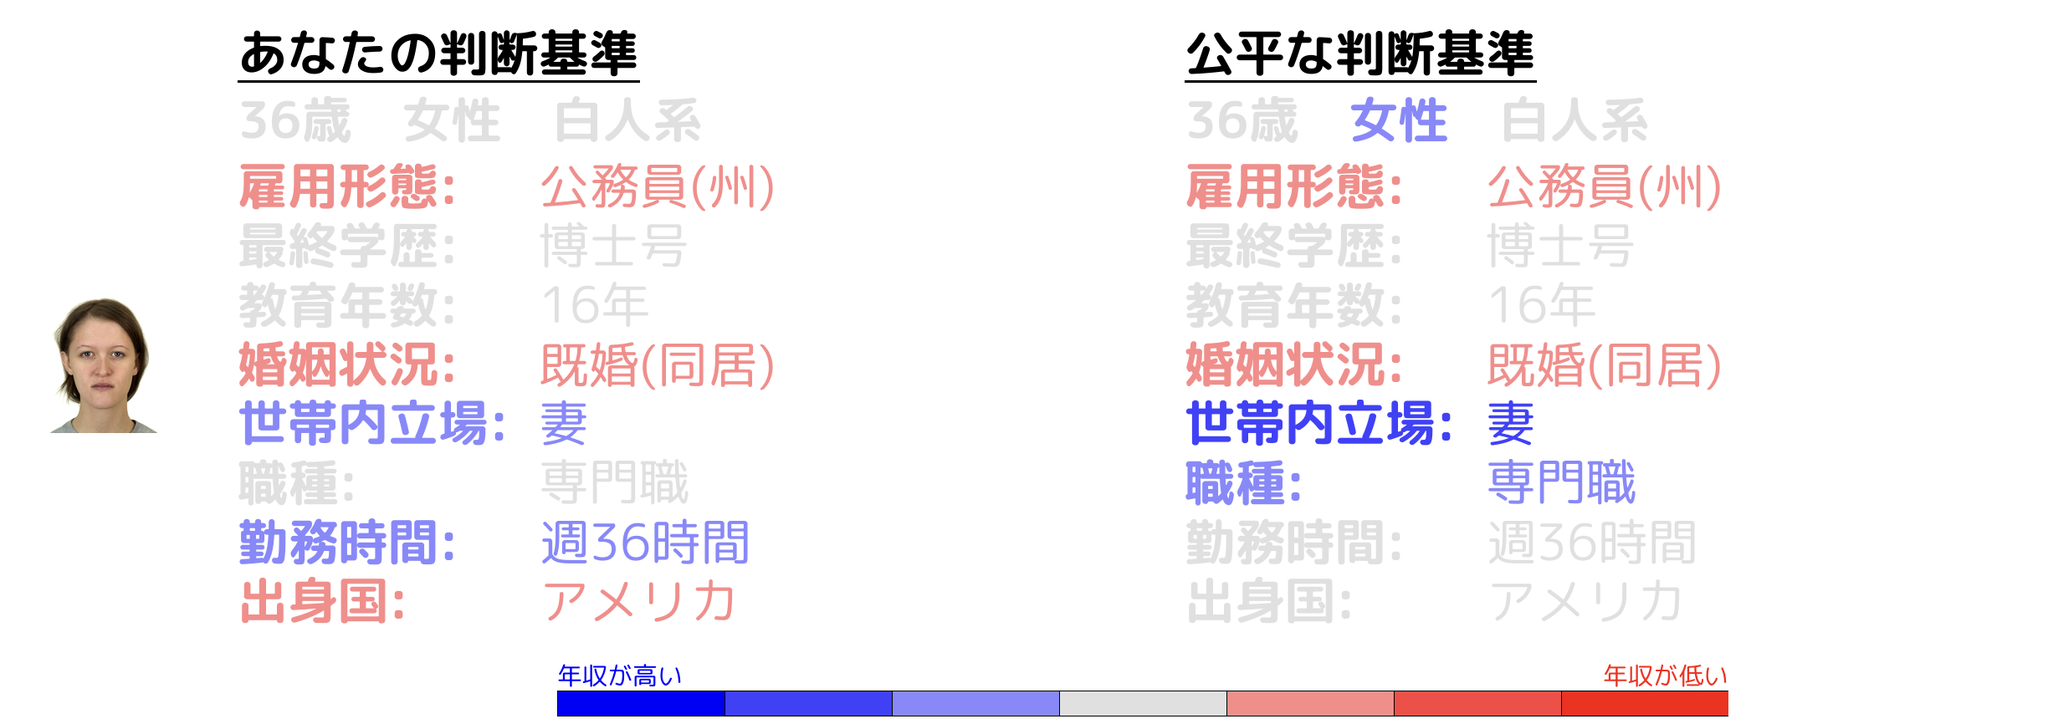 あなたの判断基準
36歳 女性 白人系
雇用形態: 公務員(州)
最終学歴: 博士号
教育年数: 16年
婚姻状況: 既婚(同居)
世帯内立場: 妻
職種: 専門職
勤務時間: 週36時間
出身国: アメリカ
公平な判断基準
36歳 女性 白人系
雇用形態: 公務員(州)
最終学歴: 博士号
教育年数: 16年
婚姻状況: 既婚(同居)
世帯内立場: 妻
職種: 専門職
勤務時間: 週36時間
出身国: アメリカ
年収が高い
年収が低い